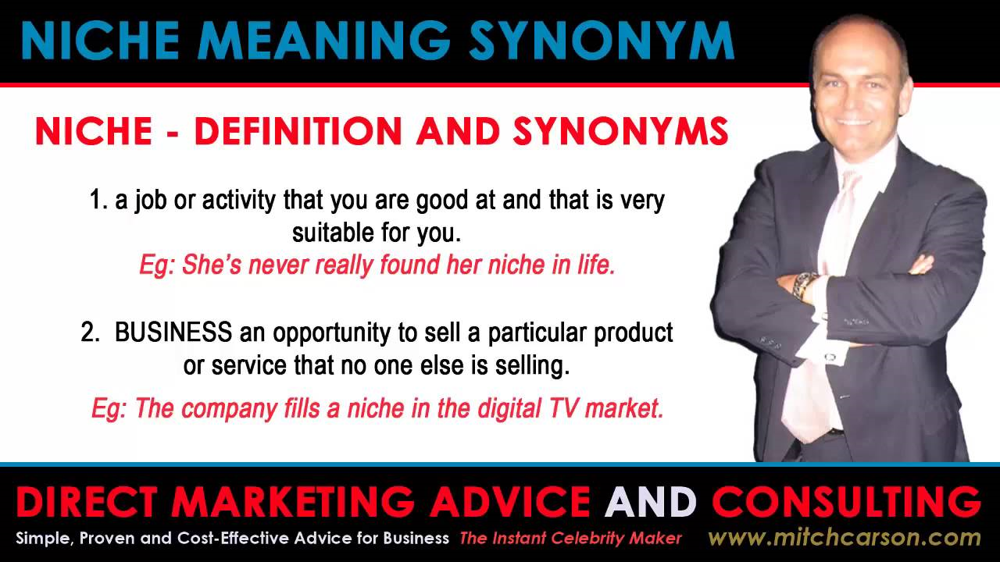 NICHE MEANING SYNONYM
NICHE - DEFINITION AND SYNONYMS
1. a job or activity that you are good at and that is very
suitable for you.
Eg: She's never really found her niche in life.
2. BUSINESS an opportunity to sell a particular product
or service that no one else is selling.
Eg: The company fills a niche in the digital TV market.
DIRECT MARKETING ADVICE AND CONSULTING
Simple, Proven and Cost-Effective Advice for Business The Instant Celebrity Maker www.mitchcarson.com